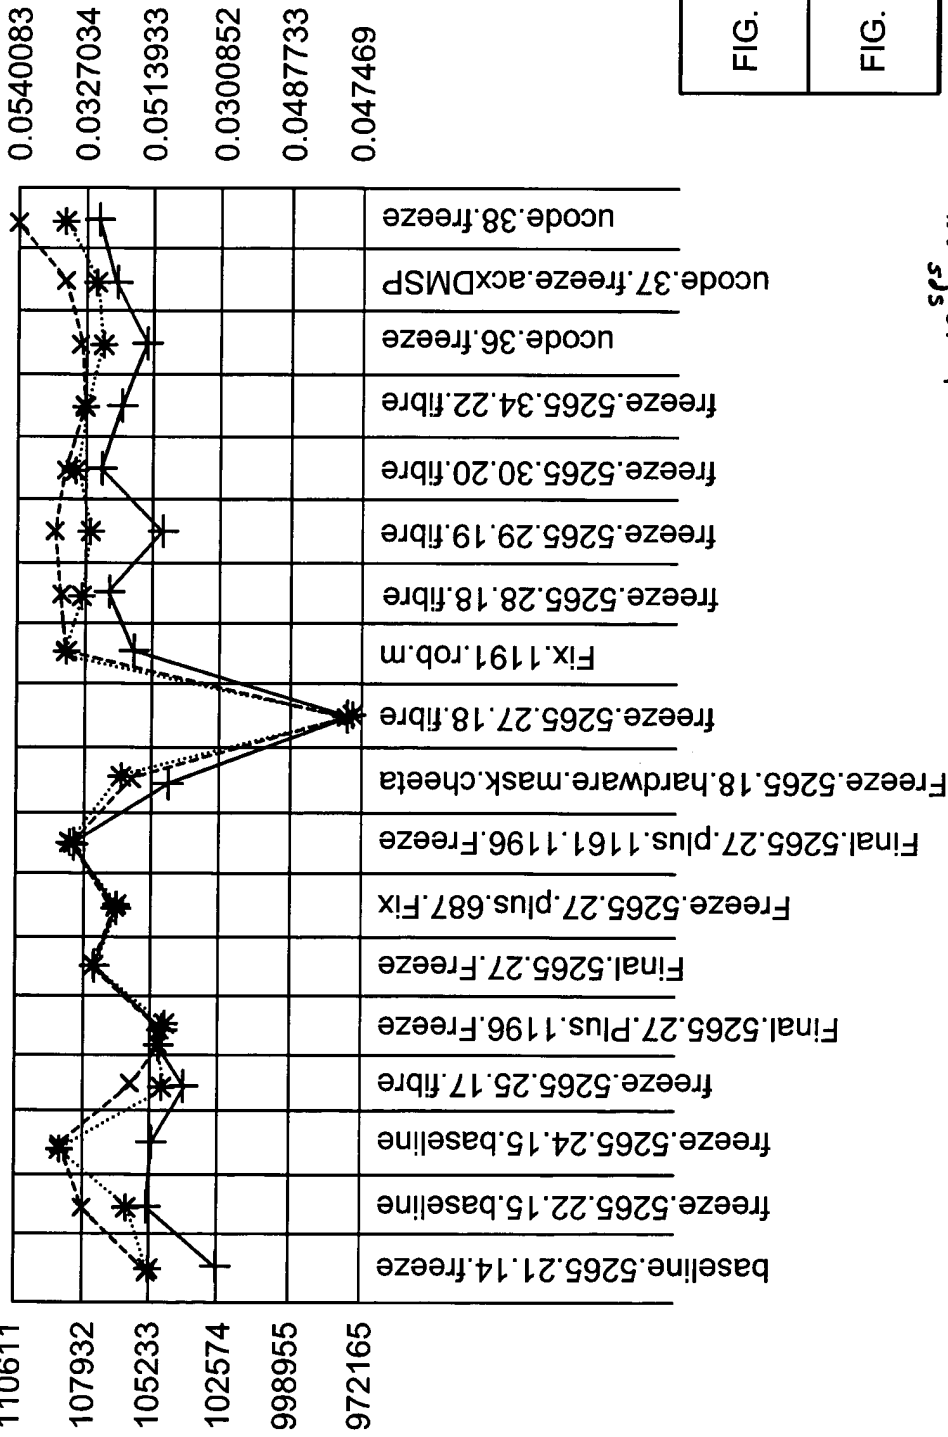 110611
107932
105233
102574
998955
972165
0.0540083
0.0327034
0.0513933
0.0300852
0.0487733
0.047469
baseline.5265.21.14.freeze
freeze.5265.22.15.baseline
freeze.5265.24.15.baseline
freeze.5265.25.17.fibre
Final.5265.27.Plus.1196.Freeze
Final.5265.27.Freeze
Freeze.5265.27.plus.687.Fix
Final.5265.27.plus.1161.1196.Freeze
Freeze.5265.18.hardware.mask.cheeta
freeze.5265.27.18.fibre
Fix.1191.rob.m
freeze.5265.28.18.fibre
freeze.5265.29.19.fibre
freeze.5265.30.20.fibre
freeze.5265.34.22.fibre
ucode.36.freeze
ucode.37.freeze.acxDMSP
ucode.38.freeze
FIG.
FIG.
sds